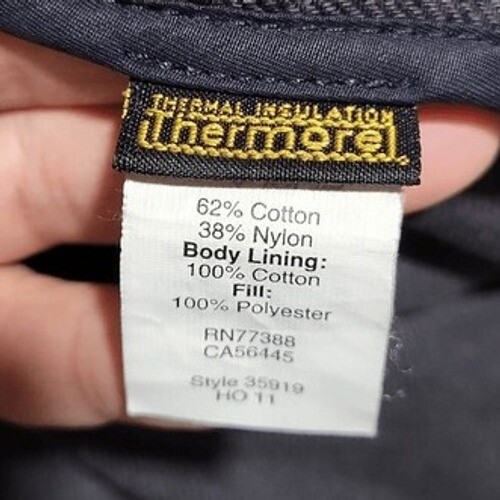 THERMAL INSULATION
Thermore
62% Cotton
38% Nylon
Body Lining:
100% Cotton
Fill:
100% Polyester
RN77388
CA56445
Style 35919
HO 11